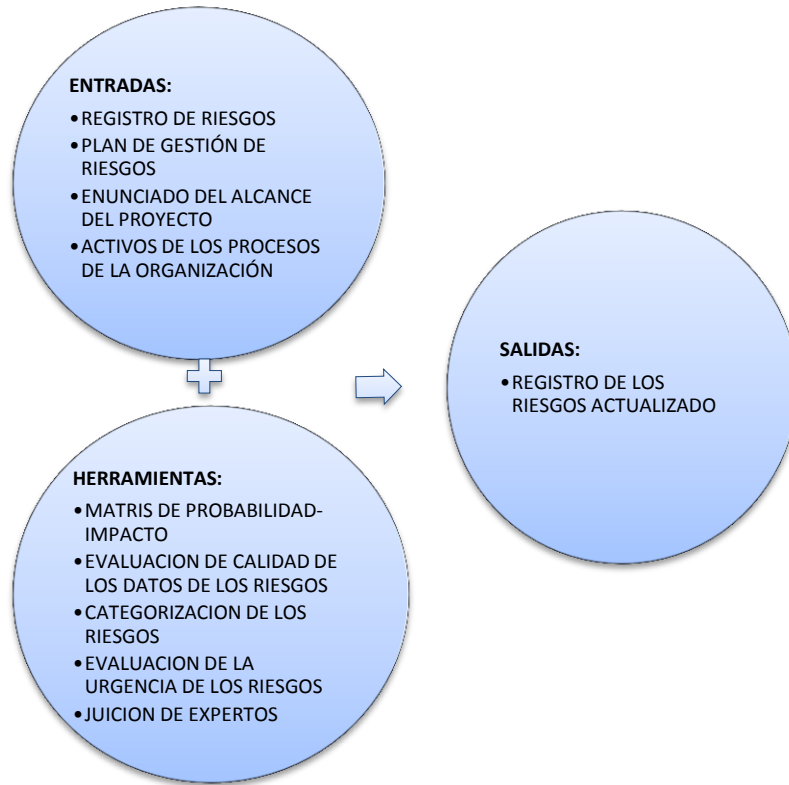 ENTRADAS:
•REGISTRO DE RIESGOS
•PLAN DE GESTIÓN DE
RIESGOS
•ENUNCIADO DEL ALCANCE
DEL PROYECTO
•ACTIVOS DE LOS PROCESOS
DE LA ORGANIZACIÓN
HERRAMIENTAS:
•MATRIS DE PROBABILIDAD-
IMPACTO
•EVALUACION DE CALIDAD DE
LOS DATOS DE LOS RIESGOS
•CATEGORIZACION DE LOS
RIESGOS
•EVALUACION DE LA
URGENCIA DE LOS RIESGOS
•JUICION DE EXPERTOS
SALIDAS:
•REGISTRO DE LOS
RIESGOS ACTUALIZADO